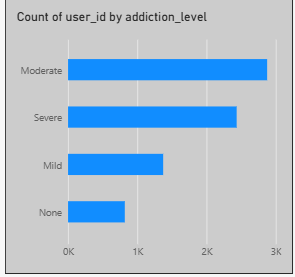 Count of user_id by addiction_level
Moderate
Severe
Mild
None
0K 1K 2K 3K